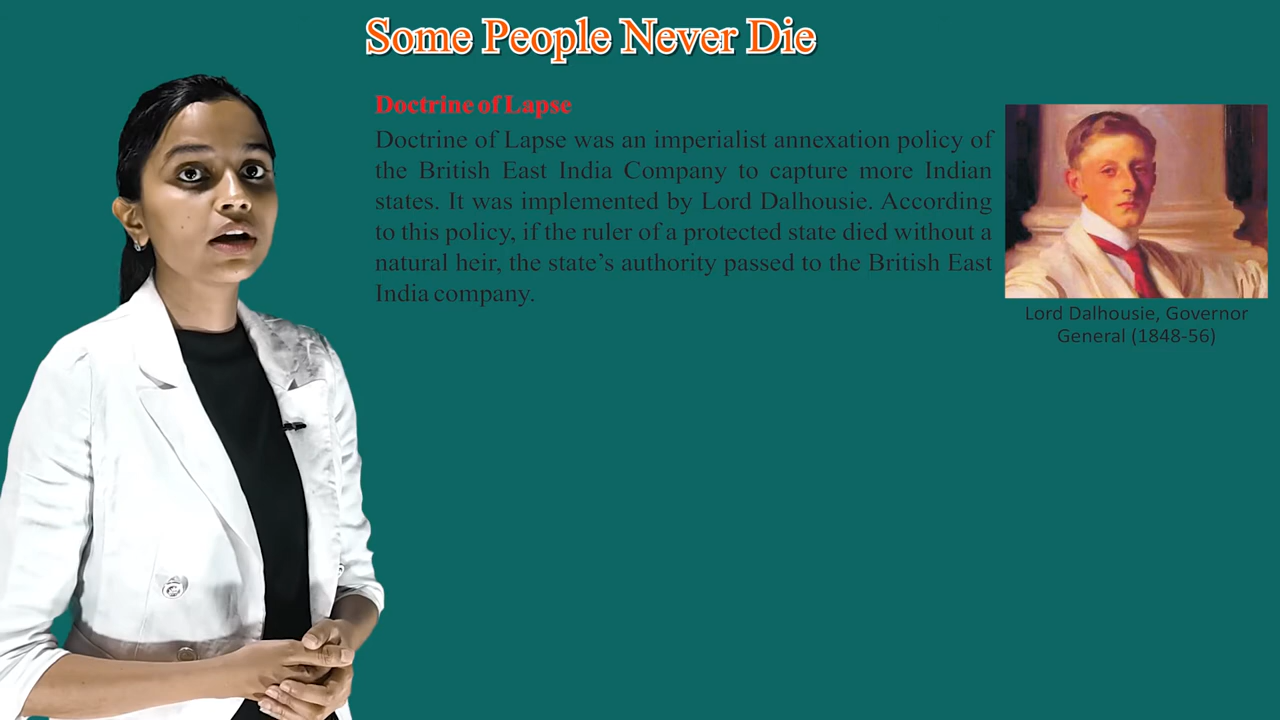 Some People Never Die
Doctrine of Lapse
Doctrine of Lapse was an imperialist annexation policy of
the British East India Company to capture more Indian
states. It was implemented by Lord Dalhousie. According
to this policy, if the ruler of a protected state died without a
natural heir, the state’s authority passed to the British East
India company.
Lord Dalhousie, Governor
General (1848-56)